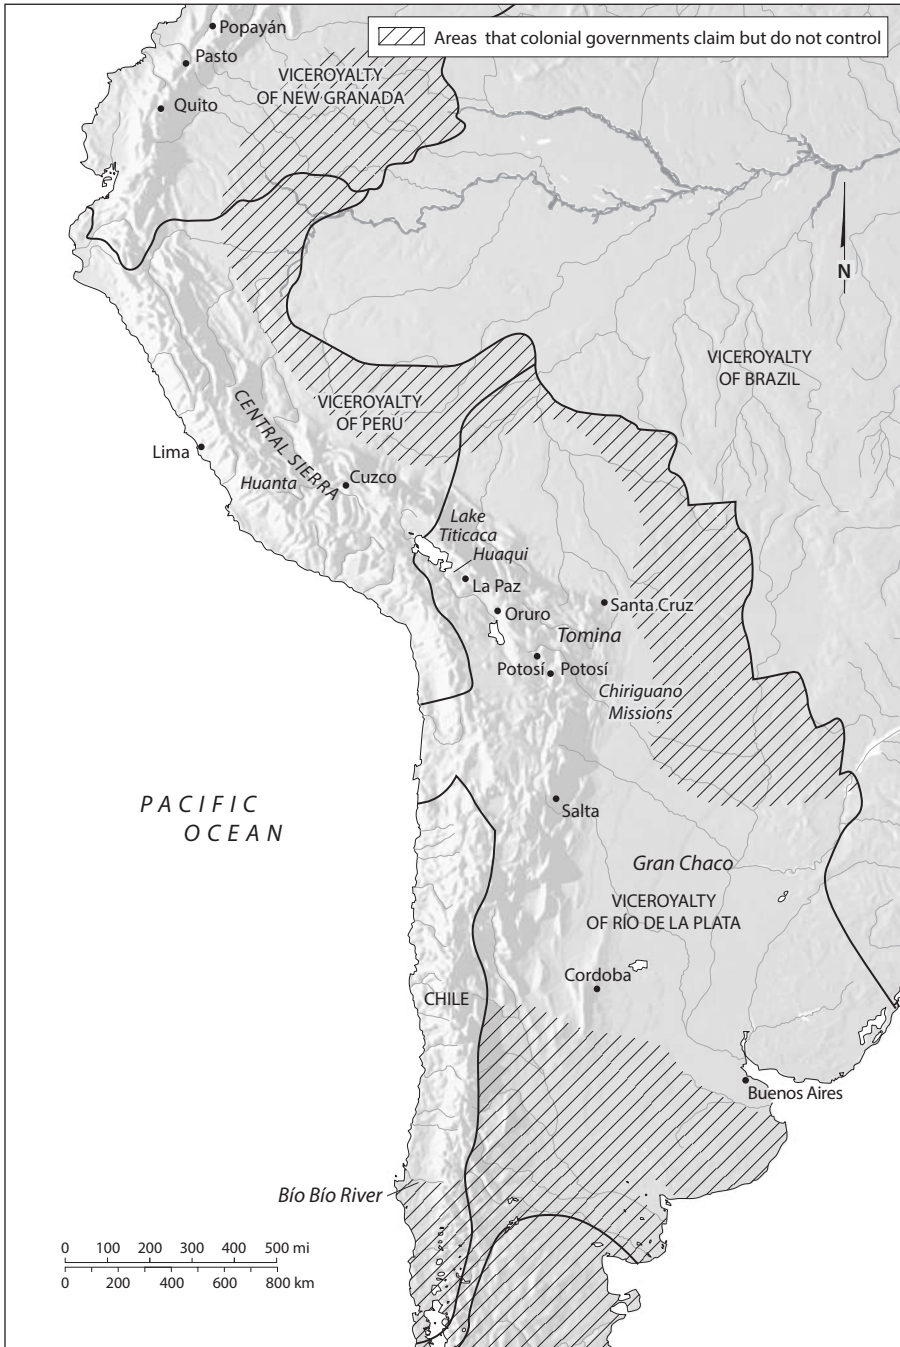 Areas that colonial governments claim but do not control
Popayán
Pasto
VICEROYALTY
OF NEW GRANADA
Quito
N
VICEROYALTY
OF BRAZIL
VICEROYALTY
OF PERU
CENTRAL SIERRA
Lima
Huanta
Cuzco
Lake
Titicaca
Huaqui
La Paz
Oruro
Santa Cruz
Tomina
Potosí
Potosí
Chiriguano
Missions
PACIFIC
OCEAN
Salta
Gran Chaco
VICEROYALTY
OF RÍO DE LA PLATA
Cordoba
CHILE
Buenos Aires
Bío Bío River
0 100 200 300 400 500 mi
0 200 400 600 800 km